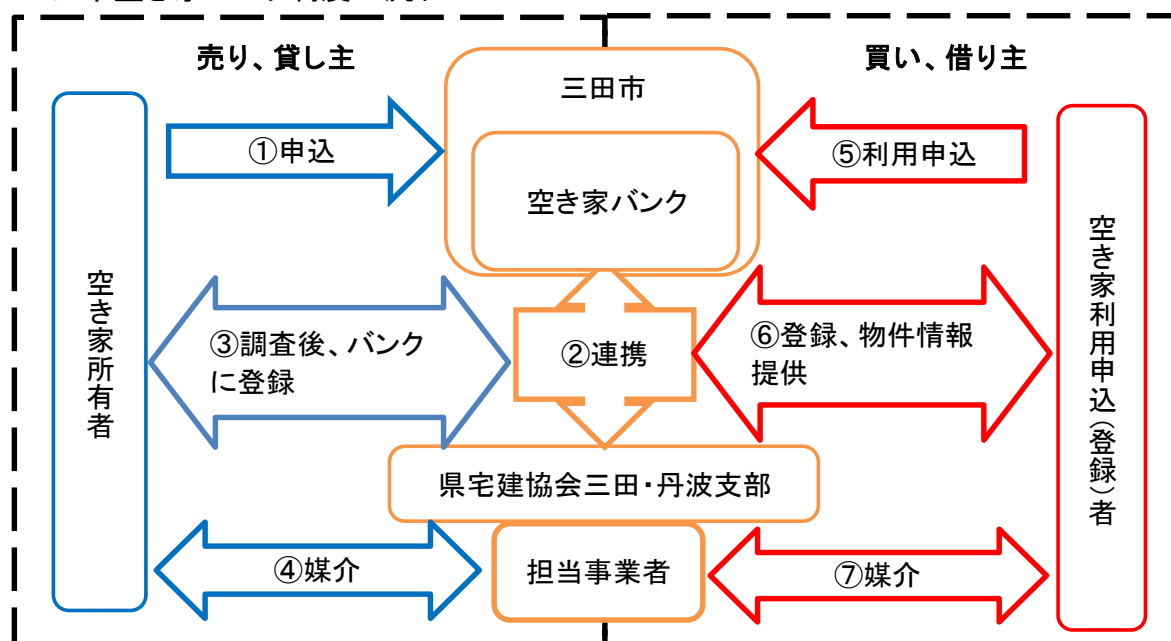 売り、貸し主
買い、借り主
三田市
①申込
⑤利用申込
空き家バンク
空き家所有者
空き家利用申込(登録)者
③調査後、バンク
に登録
②連携
⑥登録、物件情報
提供
県宅建協会三田・丹波支部
④媒介
担当事業者
⑦媒介